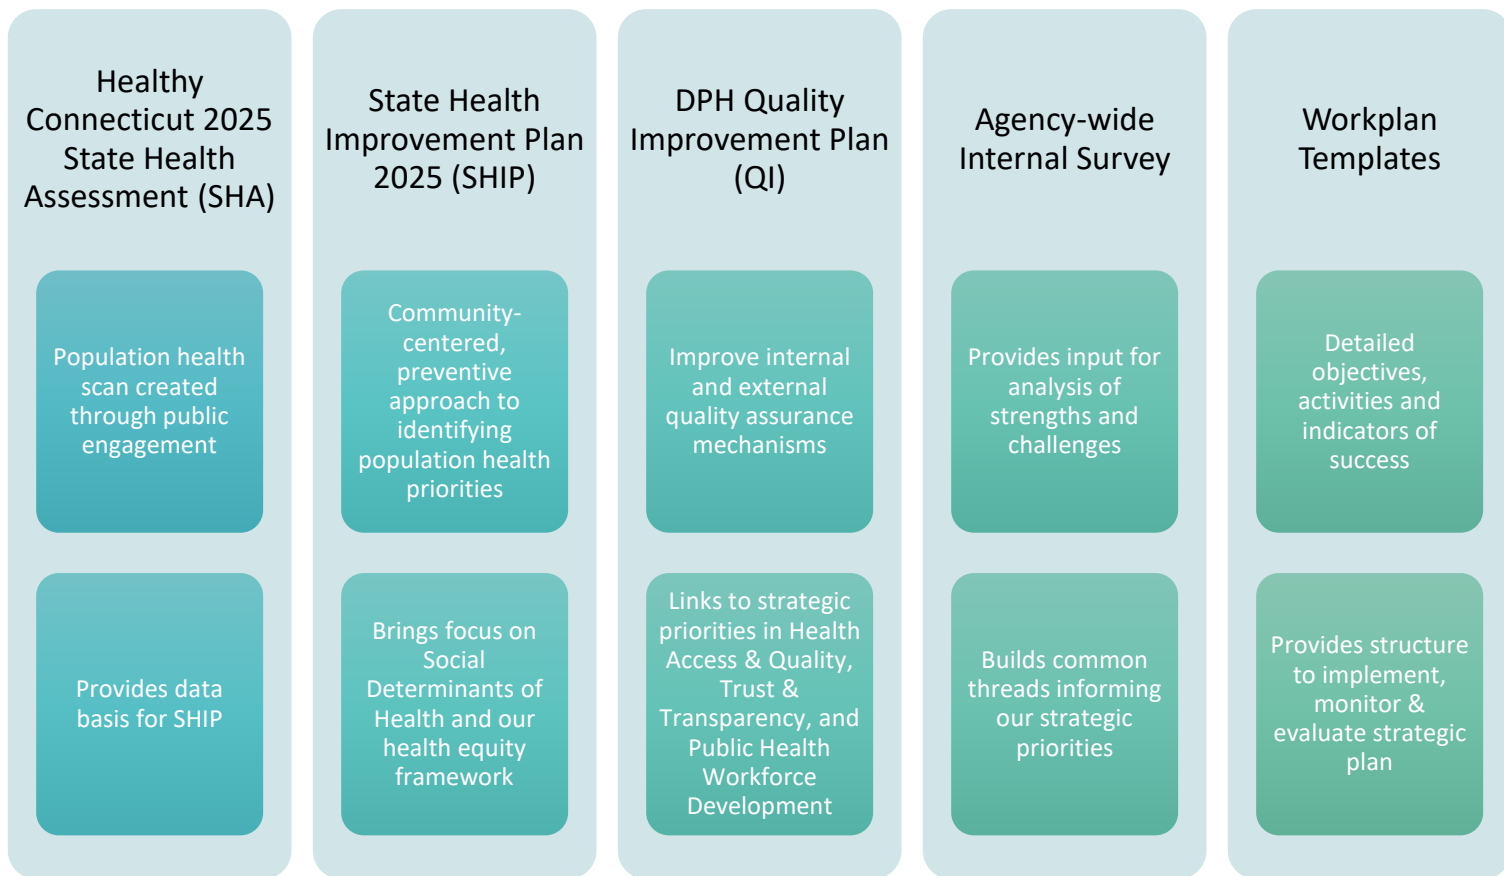 Healthy
Connecticut 2025
State Health
Assessment (SHA)
Population health
scan created
through public
engagement
Provides data
basis for SHIP
State Health
Improvement Plan
2025 (SHIP)
Community-
centered,
preventive
approach to
identifying
population health
priorities
Brings focus on
Social
Determinants of
Health and our
health equity
framework
DPH Quality
Improvement Plan
(QI)
Improve internal
and external
quality assurance
mechanisms
Links to strategic
priorities in Health
Access & Quality,
Trust &
Transparency, and
Public Health
Workforce
Development
Agency-wide
Internal Survey
Provides input for
analysis of
strengths and
challenges
Builds common
threads informing
our strategic
priorities
Workplan
Templates
Detailed
objectives,
activities and
indicators of
success
Provides structure
to implement,
monitor &
evaluate strategic
plan